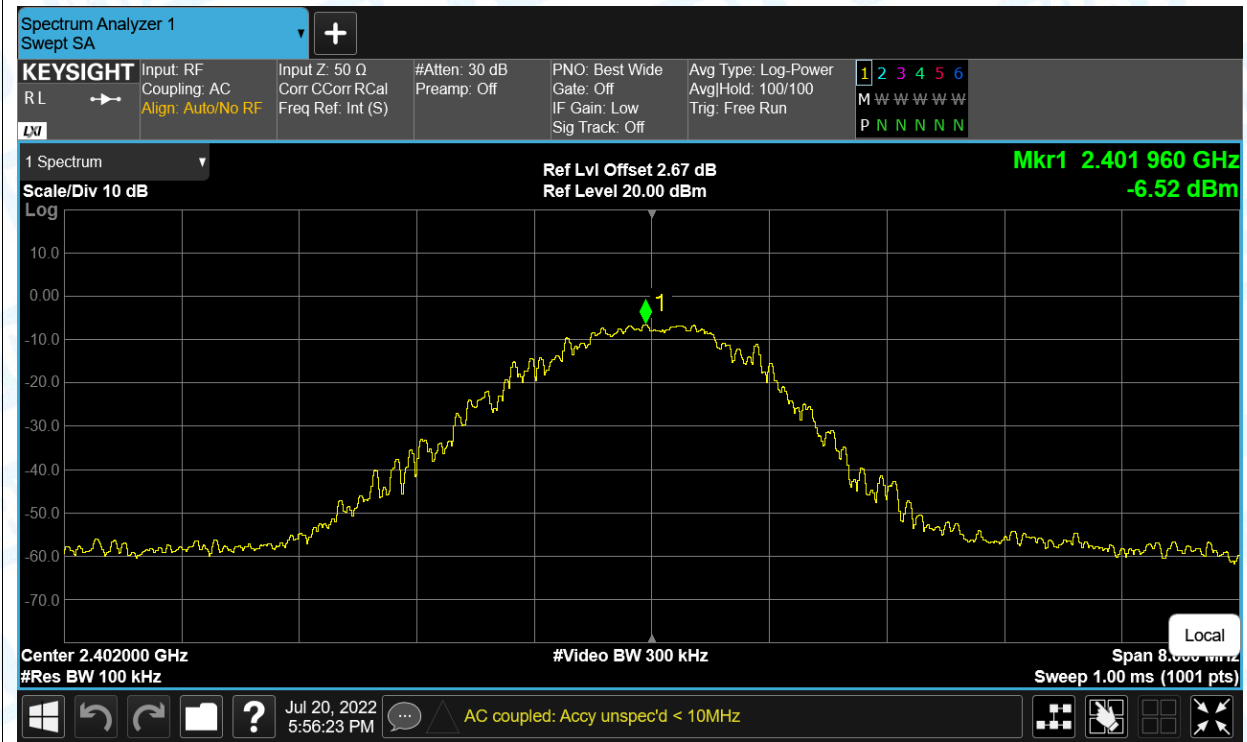 Spectrum Analyzer 1
Swept SA
+
KEYSIGHT
R L
LXI
Input: RF
Coupling: AC
Align: Auto/No RF
Input Z: 50 Ω
Corr CCorr RCal
Freq Ref: Int (S)
#Atten: 30 dB
Preamp: Off
PNO: Best Wide
Gate: Off
IF Gain: Low
Sig Track: Off
Avg Type: Log-Power
Avg|Hold: 100/100
Trig: Free Run
1 2 3 4 5 6
M W W W W W
P N N N N N
1 Spectrum
Scale/Div 10 dB
Log
Ref Lvl Offset 2.67 dB
Ref Level 20.00 dBm
Mkr1 2.401 960 GHz
-6.52 dBm
10.0
0.00
1
-10.0
-20.0
-30.0
-40.0
-50.0
-60.0
-70.0
Local
Center 2.402000 GHz
#Res BW 100 kHz
#Video BW 300 kHz
Span 8.000 MHz
Sweep 1.00 ms (1001 pts)
?
Jul 20, 2022
5:56:23 PM
AC coupled: Accy unspec'd < 10MHz